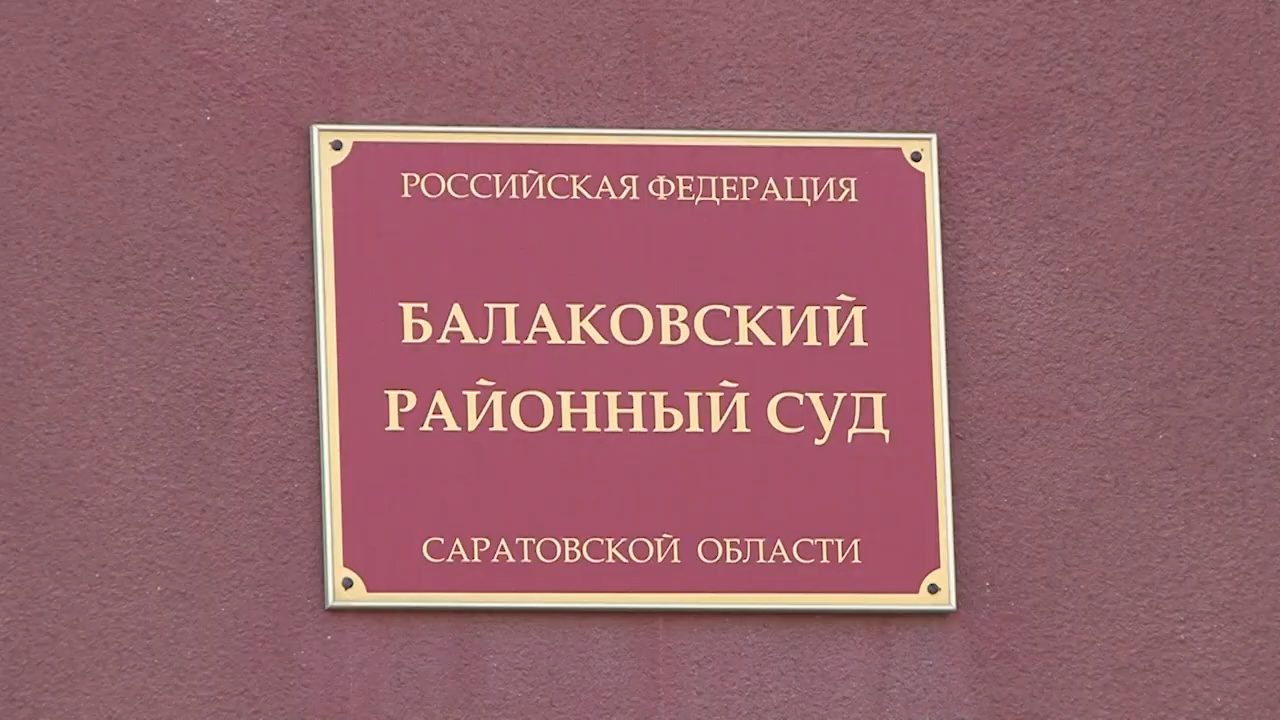 РОССИЙСКАЯ ФЕДЕРАЦИЯ
БАЛАКОВСКИЙ
РАЙОННЫЙ СУД
САРАТОВСКОЙ ОБЛАСТИ